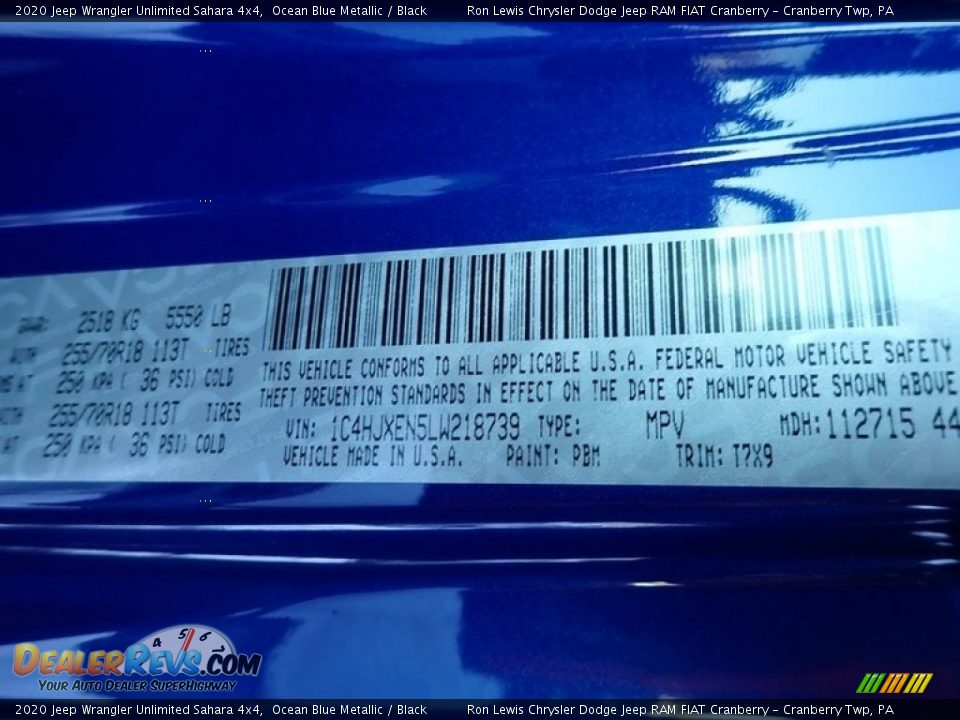 2020 Jeep Wrangler Unlimited Sahara 4x4, Ocean Blue Metallic / Black Ron Lewis Chrysler Dodge Jeep RAM FIAT Cranberry - Cranberry Twp, PA
2518 KG 5550 LB
255/70R18 113T TIRES
250 KPA ( 36 PSI) COLD
255/70R18 113T TIRES
AT 250 KPA ( 36 PSI) COLD
THIS VEHICLE CONFORMS TO ALL APPLICABLE U.S.A. FEDERAL MOTOR VEHICLE SAFETY
THEFT PREVENTION STANDARDS IN EFFECT ON THE DATE OF MANUFACTURE SHOWN ABOVE
VIN: 1C4HJXEN5LW218739 TYPE: MPV MDH: 112715 44
VEHICLE MADE IN U.S.A. PAINT: PBM TRIM: T7X9
4 5 6
DealerRevs.com
Your Auto Dealer SuperHighway
2020 Jeep Wrangler Unlimited Sahara 4x4, Ocean Blue Metallic / Black Ron Lewis Chrysler Dodge Jeep RAM FIAT Cranberry - Cranberry Twp, PA